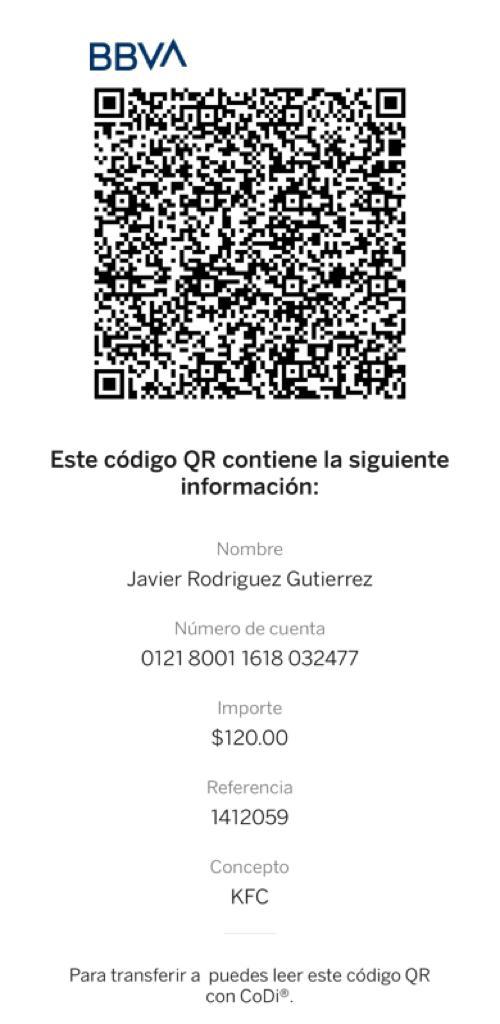 BBVA
Este código QR contiene la siguiente
información:
Nombre
Javier Rodriguez Gutierrez
Número de cuenta
0121 8001 1618 032477
Importe
$120.00
Referencia
1412059
Concepto
KFC
Para transferir a puedes leer este código QR
con CoDi®.